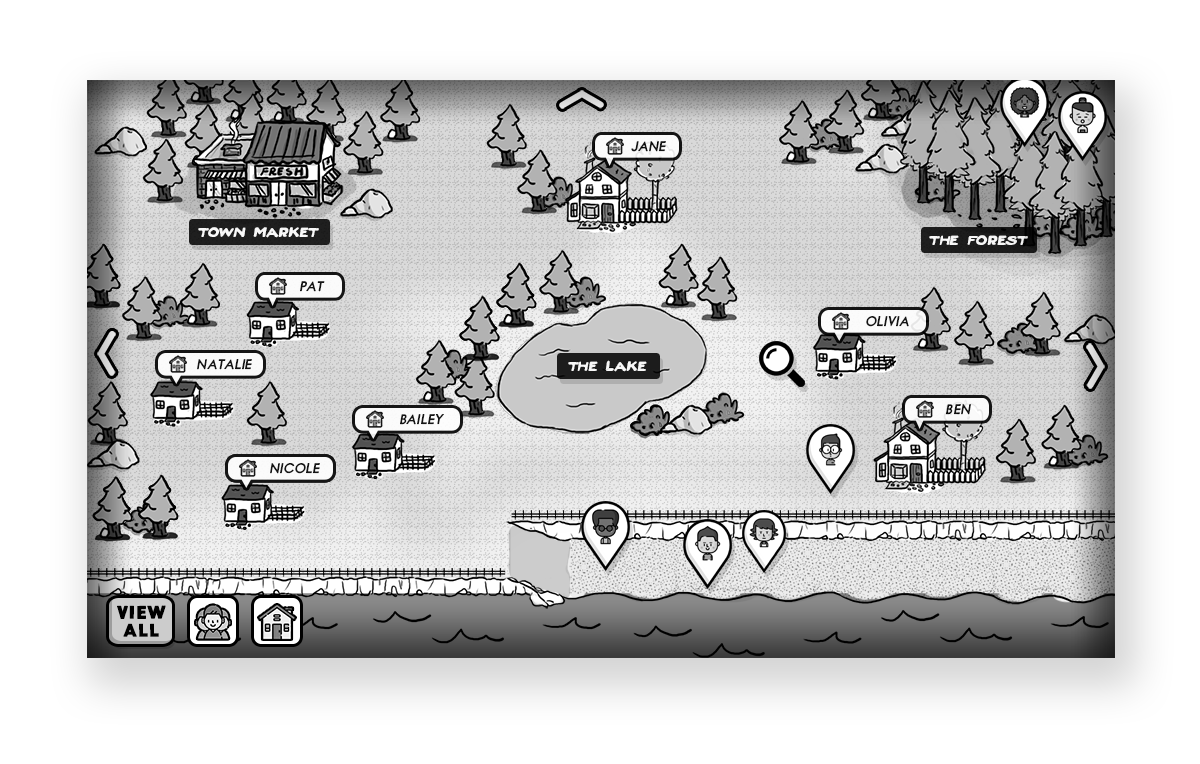 JANE
FRESH
TOWN MARKET
THE FOREST
PAT
OLIVIA
NATALIE
THE LAKE
BAILEY
BEN
NICOLE
VIEW
ALL